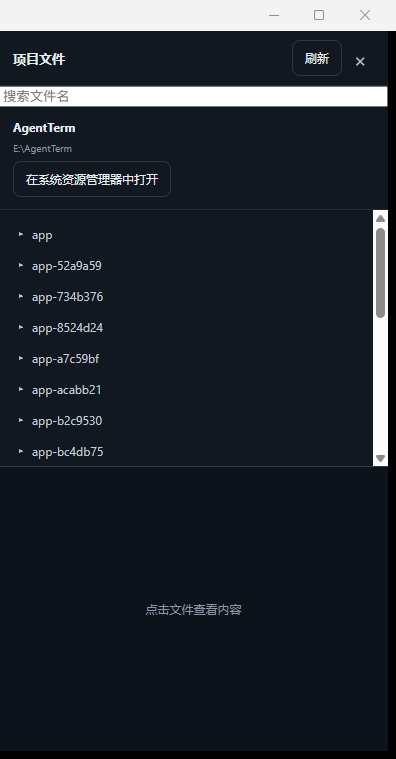 项目文件
刷新
×
搜索文件名
AgentTerm
E:\AgentTerm
在系统资源管理器中打开
app
app-52a9a59
app-734b376
app-8524d24
app-a7c59bf
app-acabb21
app-b2c9530
app-bc4db75
点击文件查看内容